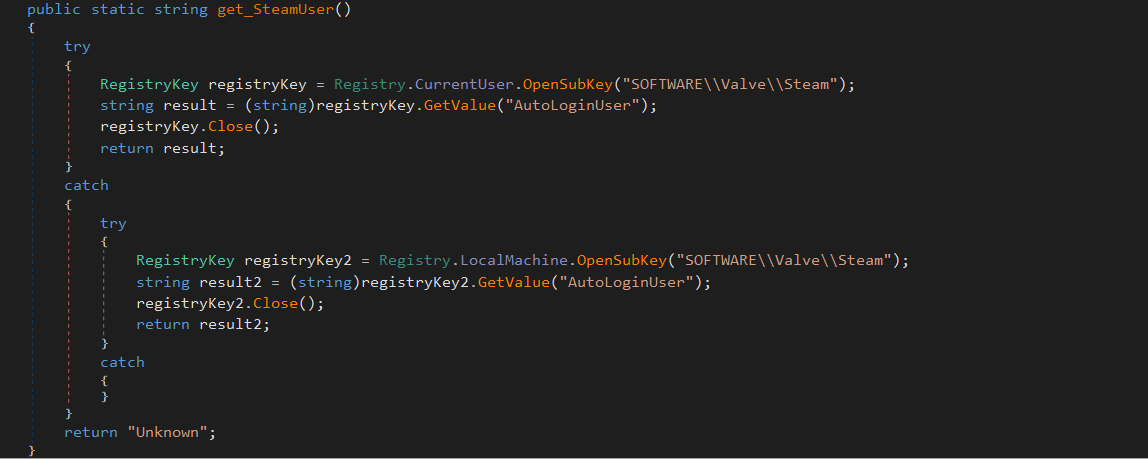 public static string get_SteamUser()
{
    try
    {
        RegistryKey registryKey = Registry.CurrentUser.OpenSubKey("SOFTWARE\\Valve\\Steam");
        string result = (string)registryKey.GetValue("AutoLoginUser");
        registryKey.Close();
        return result;
    }
    catch
    {
        try
        {
            RegistryKey registryKey2 = Registry.LocalMachine.OpenSubKey("SOFTWARE\\Valve\\Steam");
            string result2 = (string)registryKey2.GetValue("AutoLoginUser");
            registryKey2.Close();
            return result2;
        }
        catch
        {
        }
    }
    return "Unknown";
}